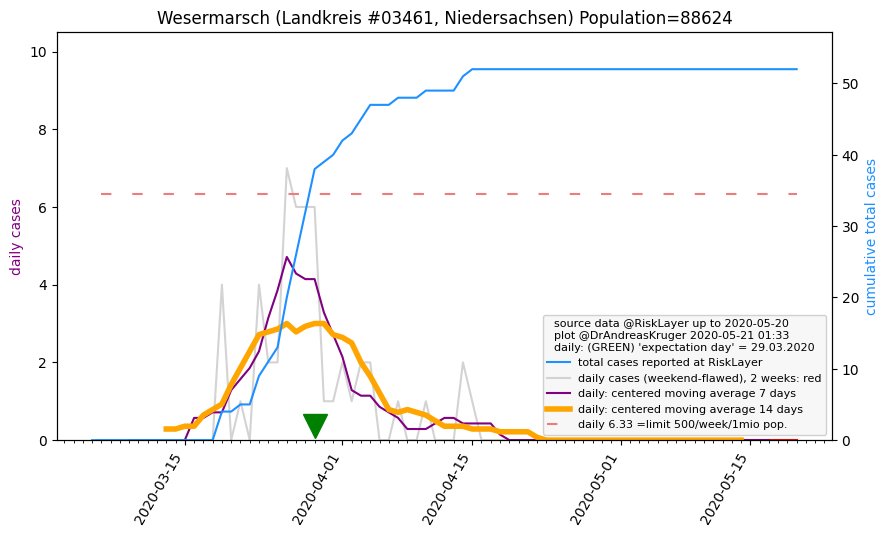 Wesermarsch (Landkreis #03461, Niedersachsen) Population=88624
10
8
6
4
2
0
daily cases
50
40
30
20
10
0
cumulative total cases
2020-03-15
2020-04-01
2020-04-15
2020-05-01
2020-05-15
source data @RiskLayer up to 2020-05-20
plot @DrAndreasKruger 2020-05-21 01:33
daily: (GREEN) 'expectation day' = 29.03.2020
total cases reported at RiskLayer
daily cases (weekend-flawed), 2 weeks: red
daily: centered moving average 7 days
daily: centered moving average 14 days
daily 6.33 =limit 500/week/1mio pop.